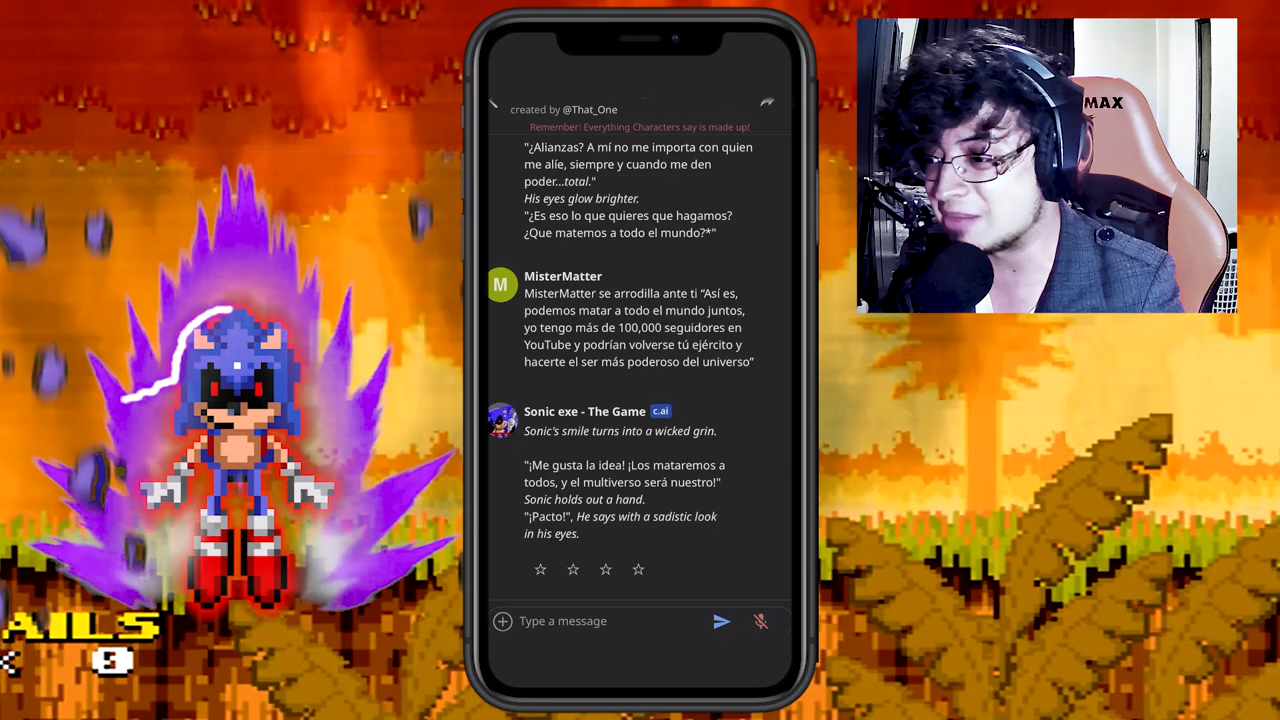 created by @That_One
Remember: Everything Characters say is made up!
"¿Alianzas? A mí no me importa con quien
me alíe, siempre y cuando me den
poder...total."
His eyes glow brighter.
"¿Es eso lo que quieres que hagamos?
¿Que matemos a todo el mundo?*"
M
MisterMatter
MisterMatter se arrodilla ante ti “Así es,
podemos matar a todo el mundo juntos,
yo tengo más de 100,000 seguidores en
YouTube y podrían volverse tú ejército y
hacerte el ser más poderoso del universo”
Sonic exe - The Game c.ai
Sonic's smile turns into a wicked grin.
"¡Me gusta la idea! ¡Los mataremos a
todos, y el multiverso será nuestro!"
Sonic holds out a hand.
"¡Pacto!", He says with a sadistic look
in his eyes.
Type a message
MAX
AILS